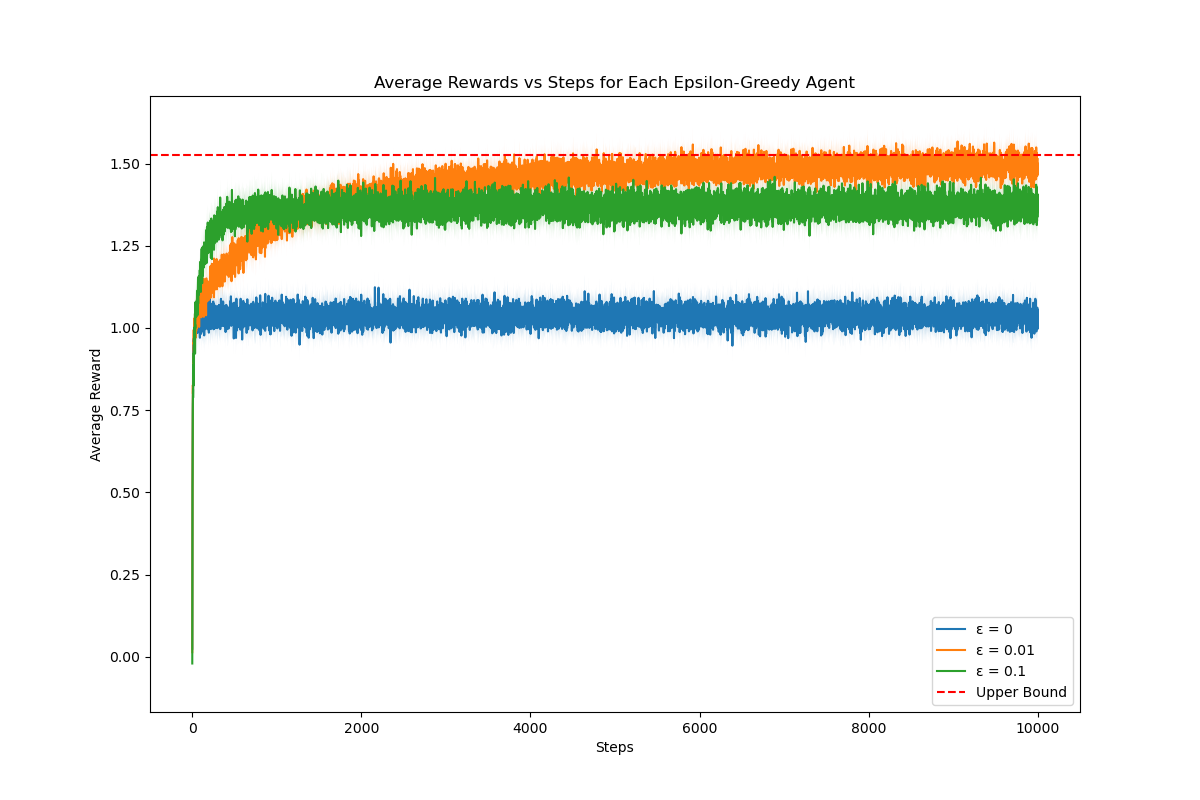 Average Rewards vs Steps for Each Epsilon-Greedy Agent
1.50
1.25
1.00
0.75
0.50
0.25
0.00
Average Reward
0 2000 4000 6000 8000 10000
Steps
ε = 0
ε = 0.01
ε = 0.1
Upper Bound